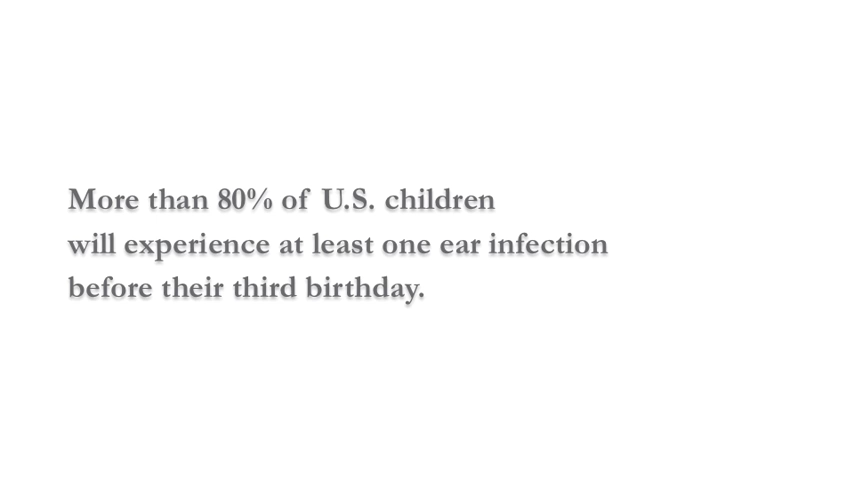 More than 80% of U.S. children
will experience at least one ear infection
before their third birthday.